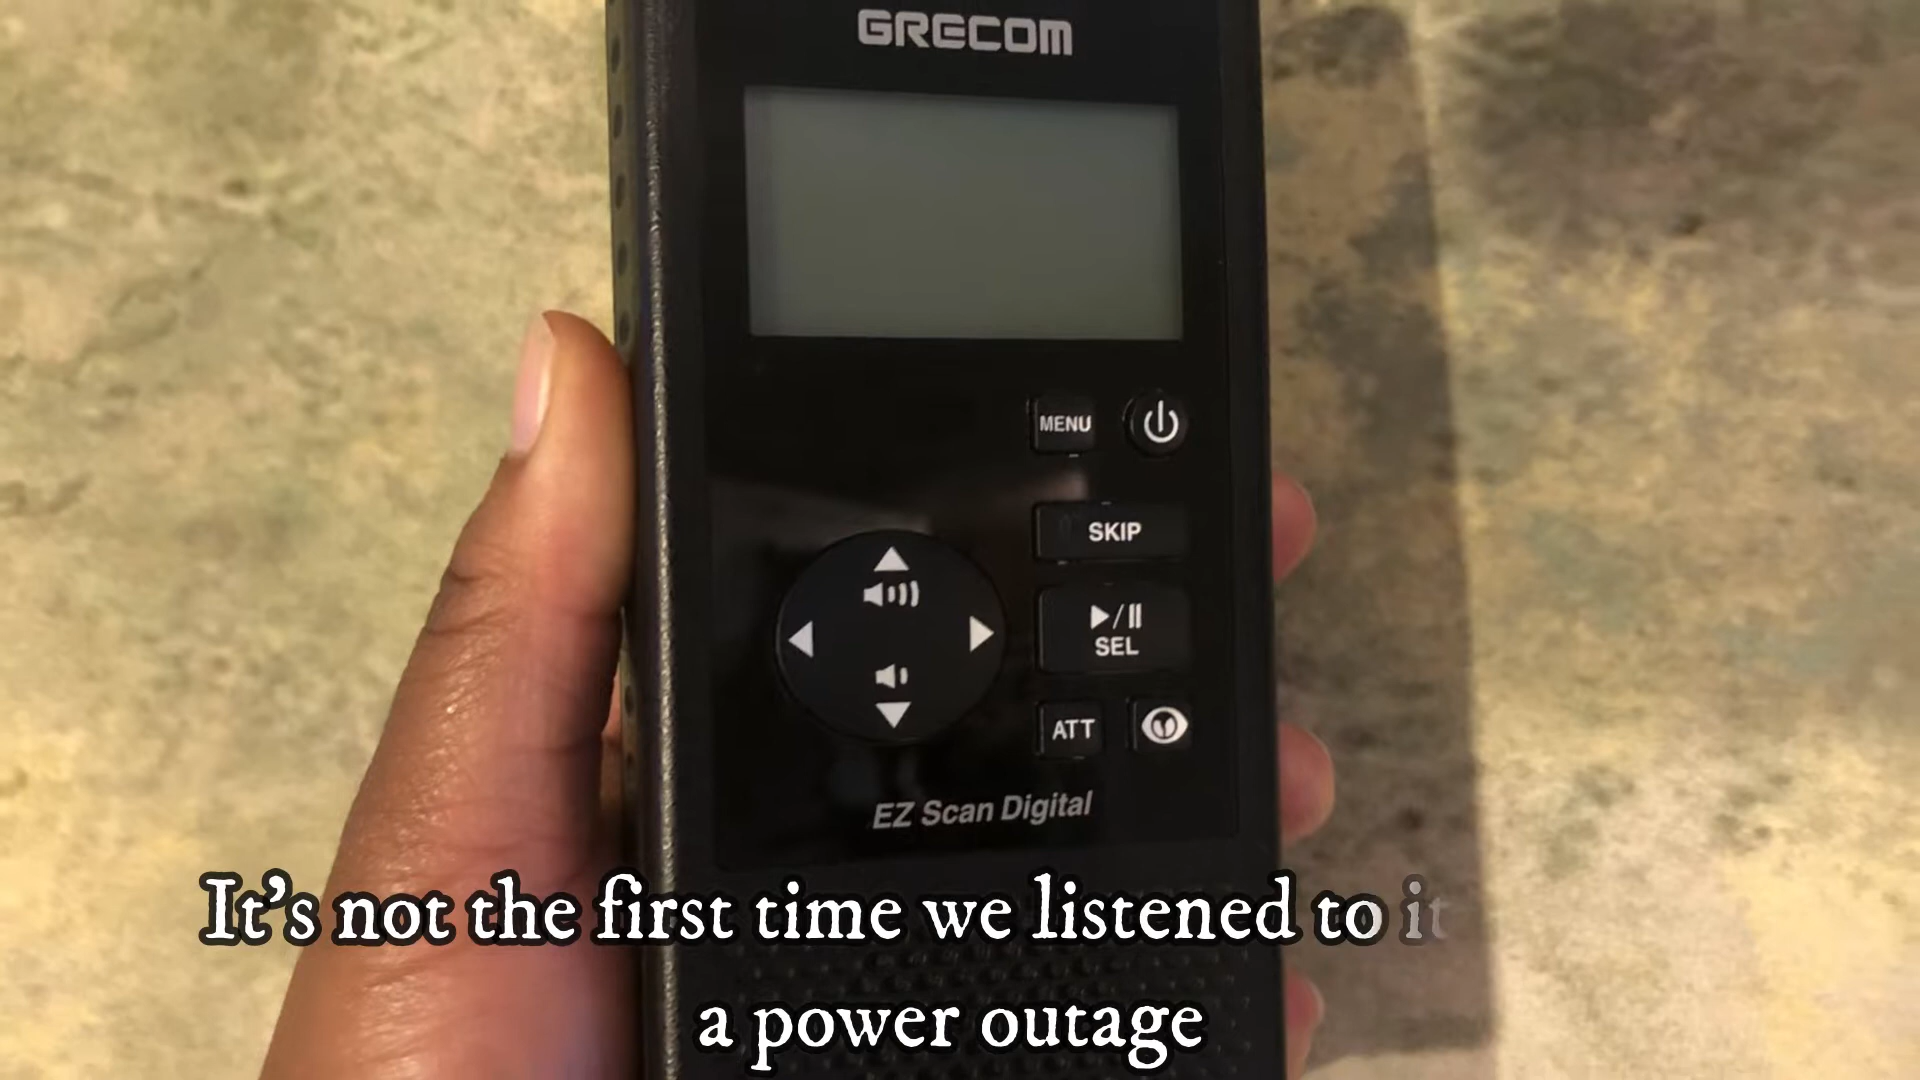 GRECOM
MENU
SKIP
SEL
ATT
EZ Scan Digital
It's not the first time we listened to it
a power outage